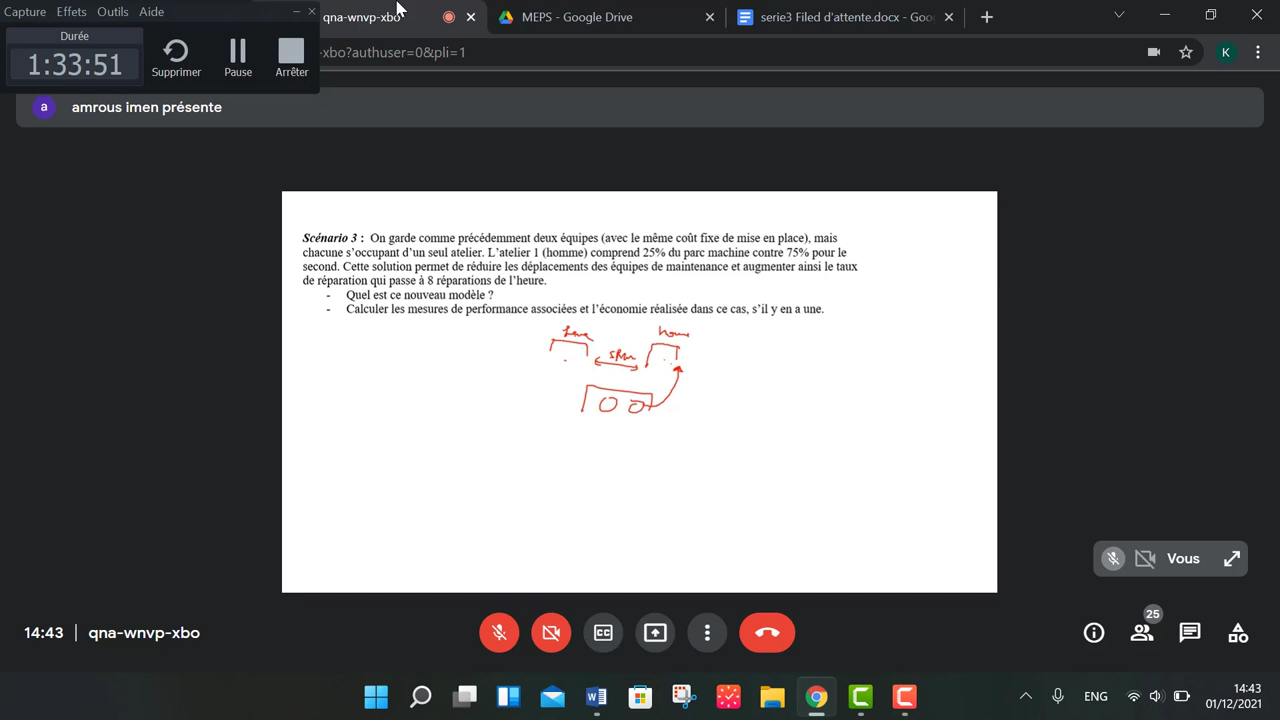 Capture Effets Outils Aide
qna-wnvp-xbo
MEPS - Google Drive
serie3 Filed d'attente.docx - Goo
Durée
1:33:51
Supprimer
Pause
Arrêter
-xbo?authuser=0&pli=1
K
a
amrous imen présente
Scénario 3 : On garde comme précédemment deux équipes (avec le même coût fixe de mise en place), mais
chacune s'occupant d'un seul atelier. L'atelier 1 (homme) comprend 25% du parc machine contre 75% pour le
second. Cette solution permet de réduire les déplacements des équipes de maintenance et augmenter ainsi le taux
de réparation qui passe à 8 réparations de l'heure.
- Quel est ce nouveau modèle ?
- Calculer les mesures de performance associées et l'économie réalisée dans ce cas, s'il y en a une.
Vous
14:43
qna-wnvp-xbo
CC
25
ENG
14:43
01/12/2021